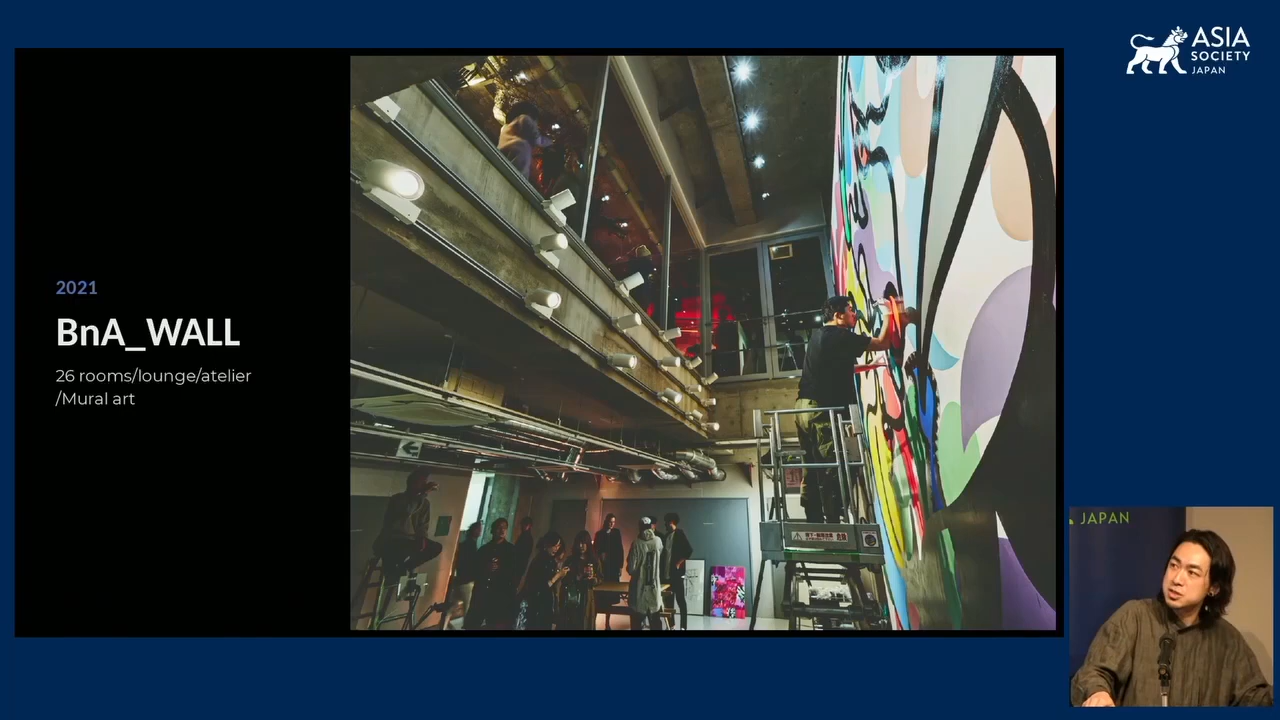 ASIA
SOCIETY
JAPAN
2021
BnA_WALL
26 rooms/lounge/atelier
/Mural art
JAPAN